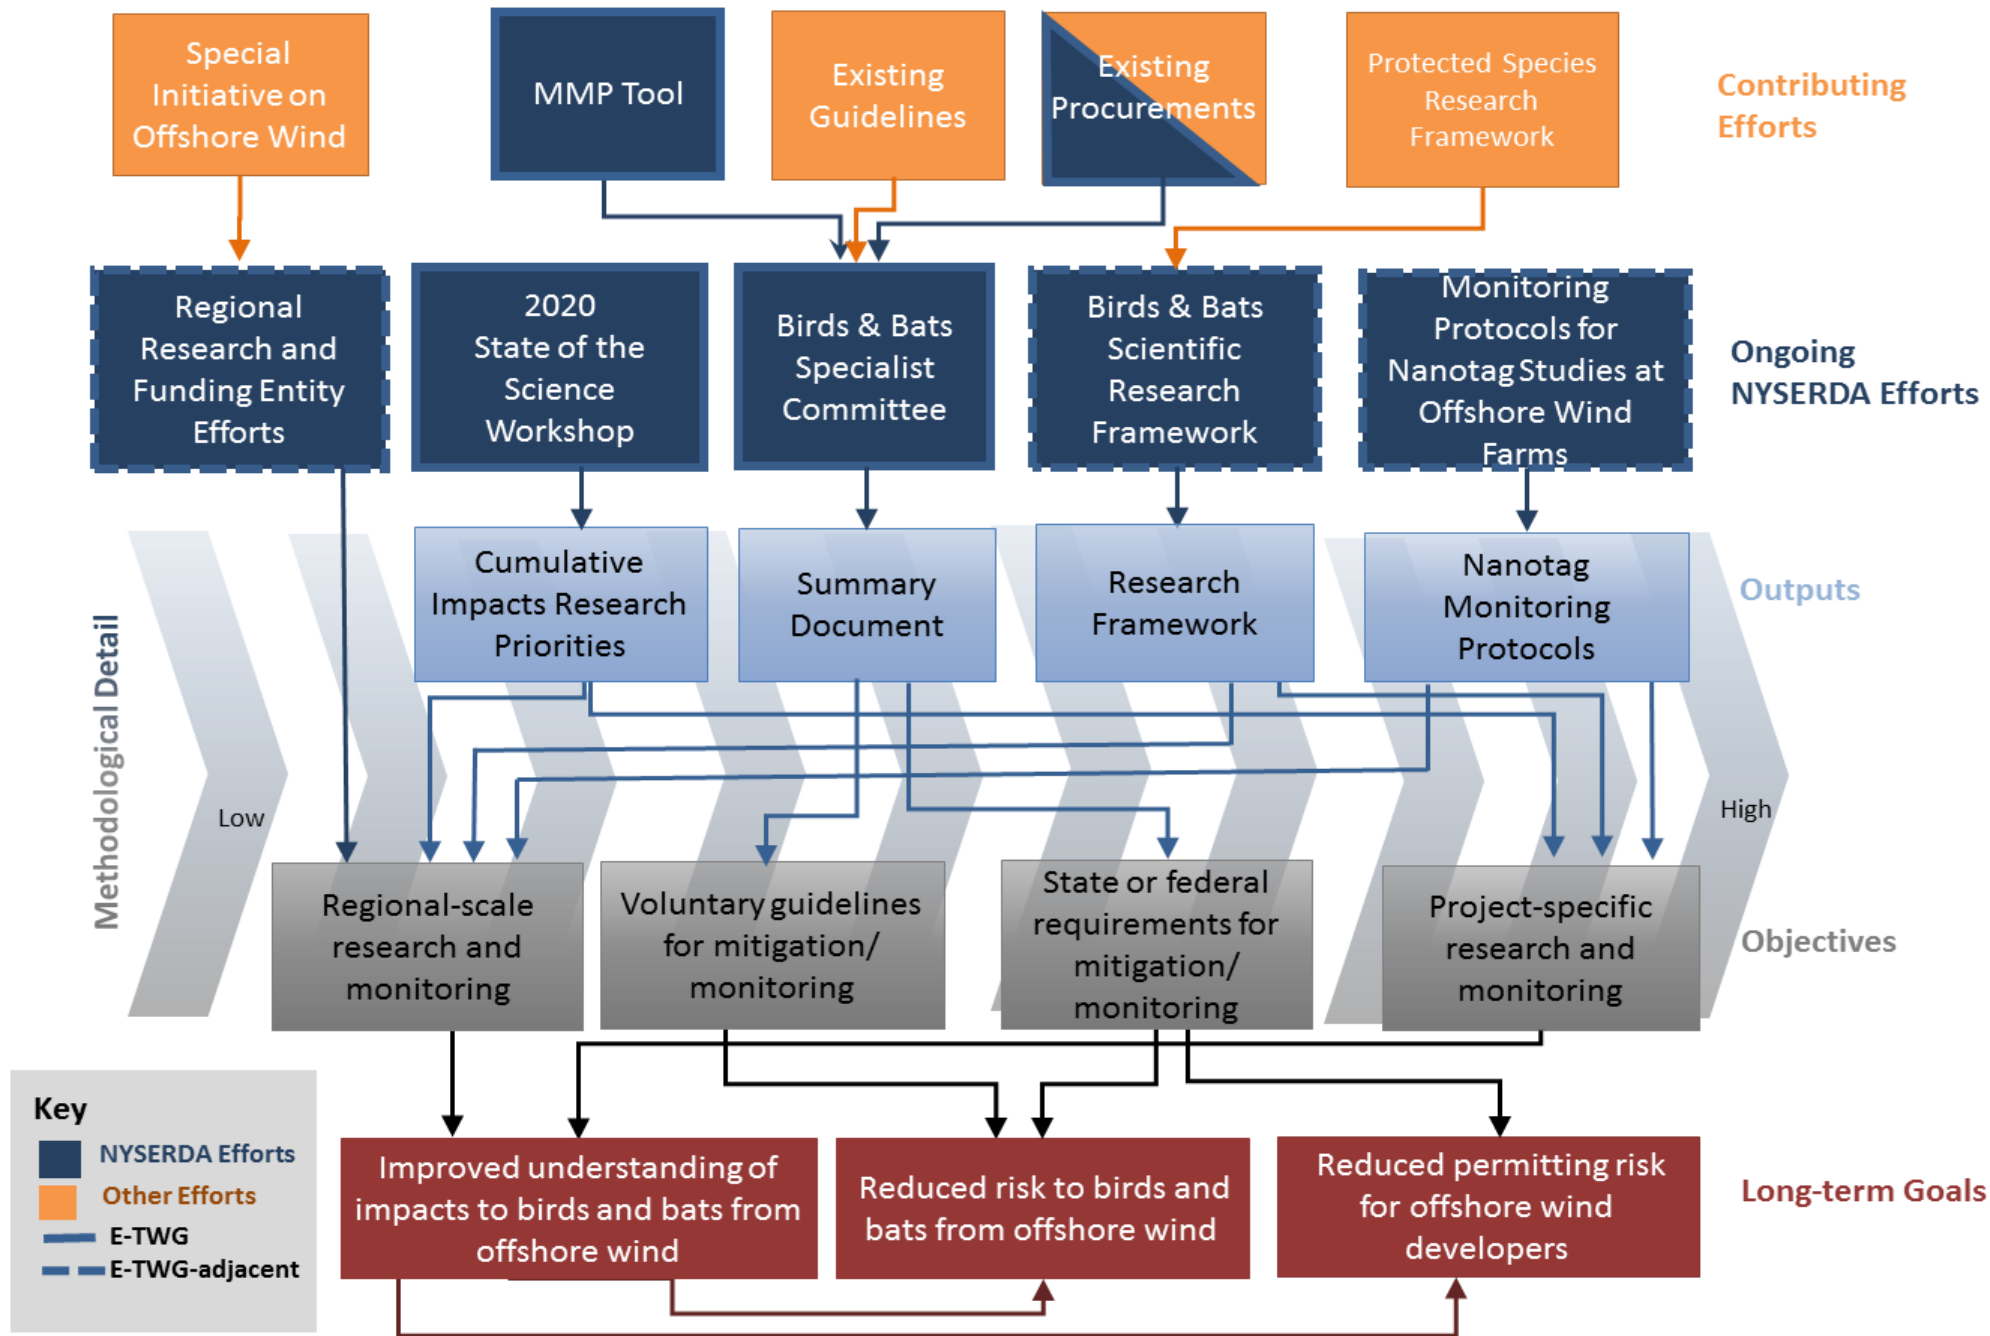 Special
Initiative on
Offshore Wind
MMP Tool
Existing
Guidelines
Existing
Procurements
Protected Species
Research
Framework
Contributing
Efforts
Regional
Research and
Funding Entity
Efforts
2020
State of the
Science
Workshop
Birds & Bats
Specialist
Committee
Birds & Bats
Scientific
Research
Framework
Monitoring
Protocols for
Nanotag Studies at
Offshore Wind
Farms
Ongoing
NYSERDA Efforts
Cumulative
Impacts Research
Priorities
Summary
Document
Research
Framework
Nanotag
Monitoring
Protocols
Outputs
Methodological Detail
Low
High
Regional-scale
research and
monitoring
Voluntary guidelines
for mitigation/
monitoring
State or federal
requirements for
mitigation/
monitoring
Project-specific
research and
monitoring
Objectives
Key
NYSERDA Efforts
Other Efforts
E-TWG
E-TWG-adjacent
Improved understanding of
impacts to birds and bats from
offshore wind
Reduced risk to birds and
bats from offshore wind
Reduced permitting risk
for offshore wind
developers
Long-term Goals